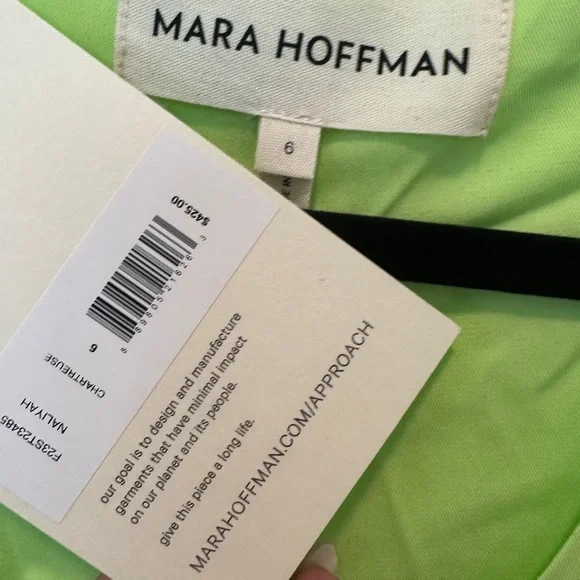 MARA HOFFMAN
6
$425.00
6
CHARTREUSE
NALIYAH
F23ST23485
our goal is to design and manufacture
garments that have minimal impact
on our planet and its people.
give this piece a long life.
MARAHOFFMAN.COM/APPROACH